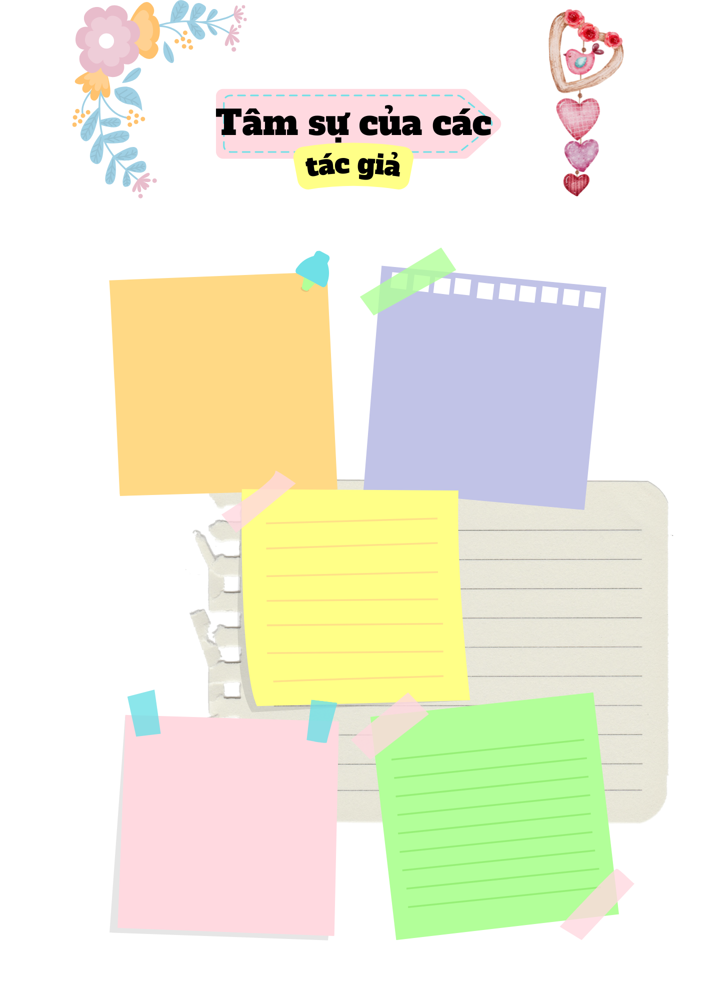 Tâm sự của các
tác giả